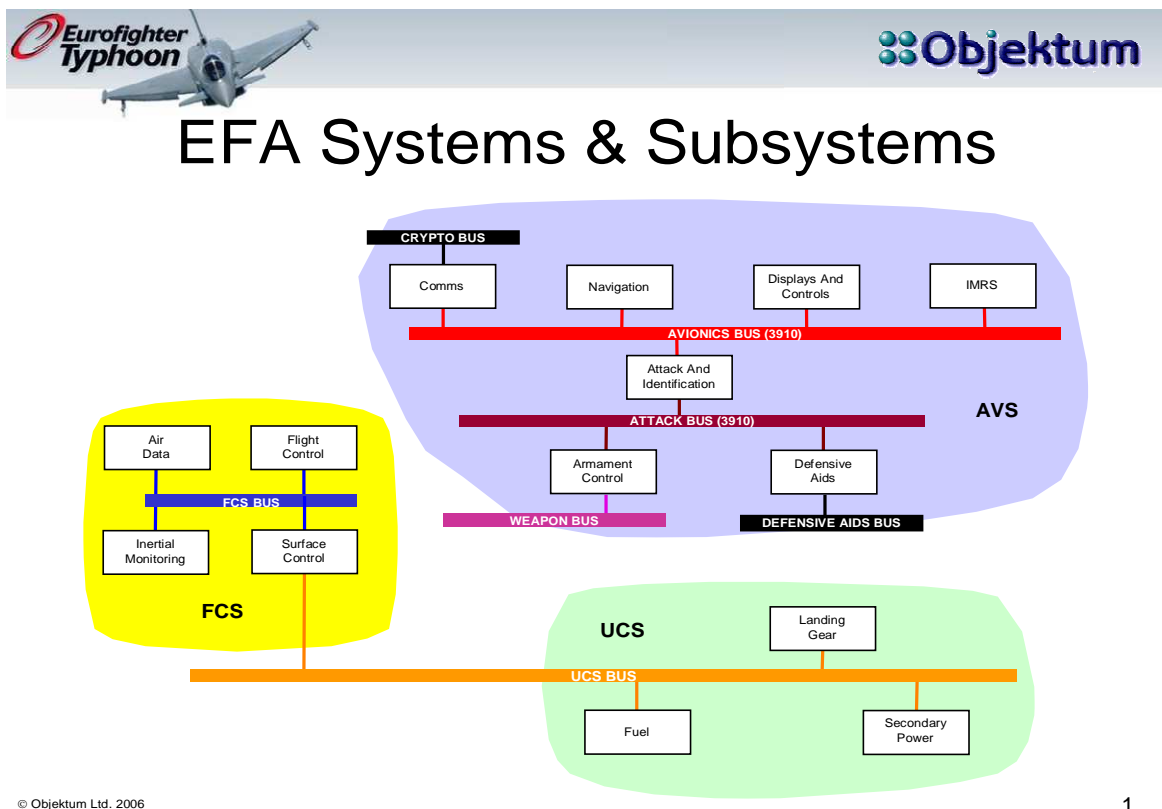 Eurofighter
Typhoon
Objektum
EFA Systems & Subsystems
CRYPTO BUS
Comms
Navigation
Displays And
Controls
IMRS
AVIONICS BUS (3910)
Attack And
Identification
AVS
ATTACK BUS (3910)
Armament
Control
Defensive
Aids
WEAPON BUS
DEFENSIVE AIDS BUS
Air
Data
Flight
Control
FCS BUS
Inertial
Monitoring
Surface
Control
FCS
UCS
Landing
Gear
UCS BUS
Fuel
Secondary
Power
© Objektum Ltd. 2006
1